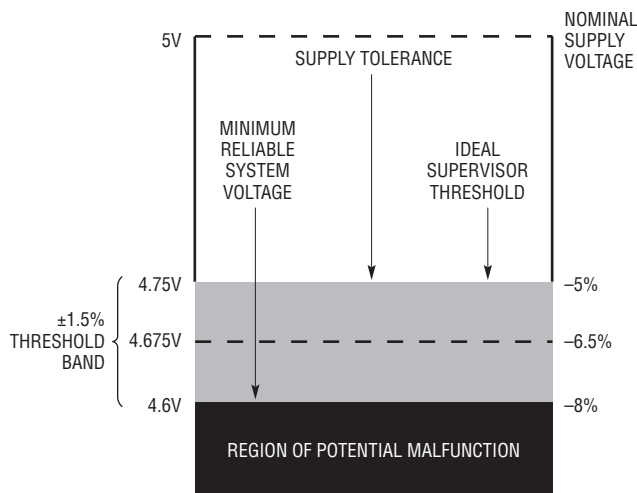 NOMINAL
SUPPLY
VOLTAGE
5V
SUPPLY TOLERANCE
MINIMUM
RELIABLE
SYSTEM
VOLTAGE
IDEAL
SUPERVISOR
THRESHOLD
4.75V
–5%
±1.5%
THRESHOLD
BAND
4.675V
–6.5%
4.6V
–8%
REGION OF POTENTIAL MALFUNCTION